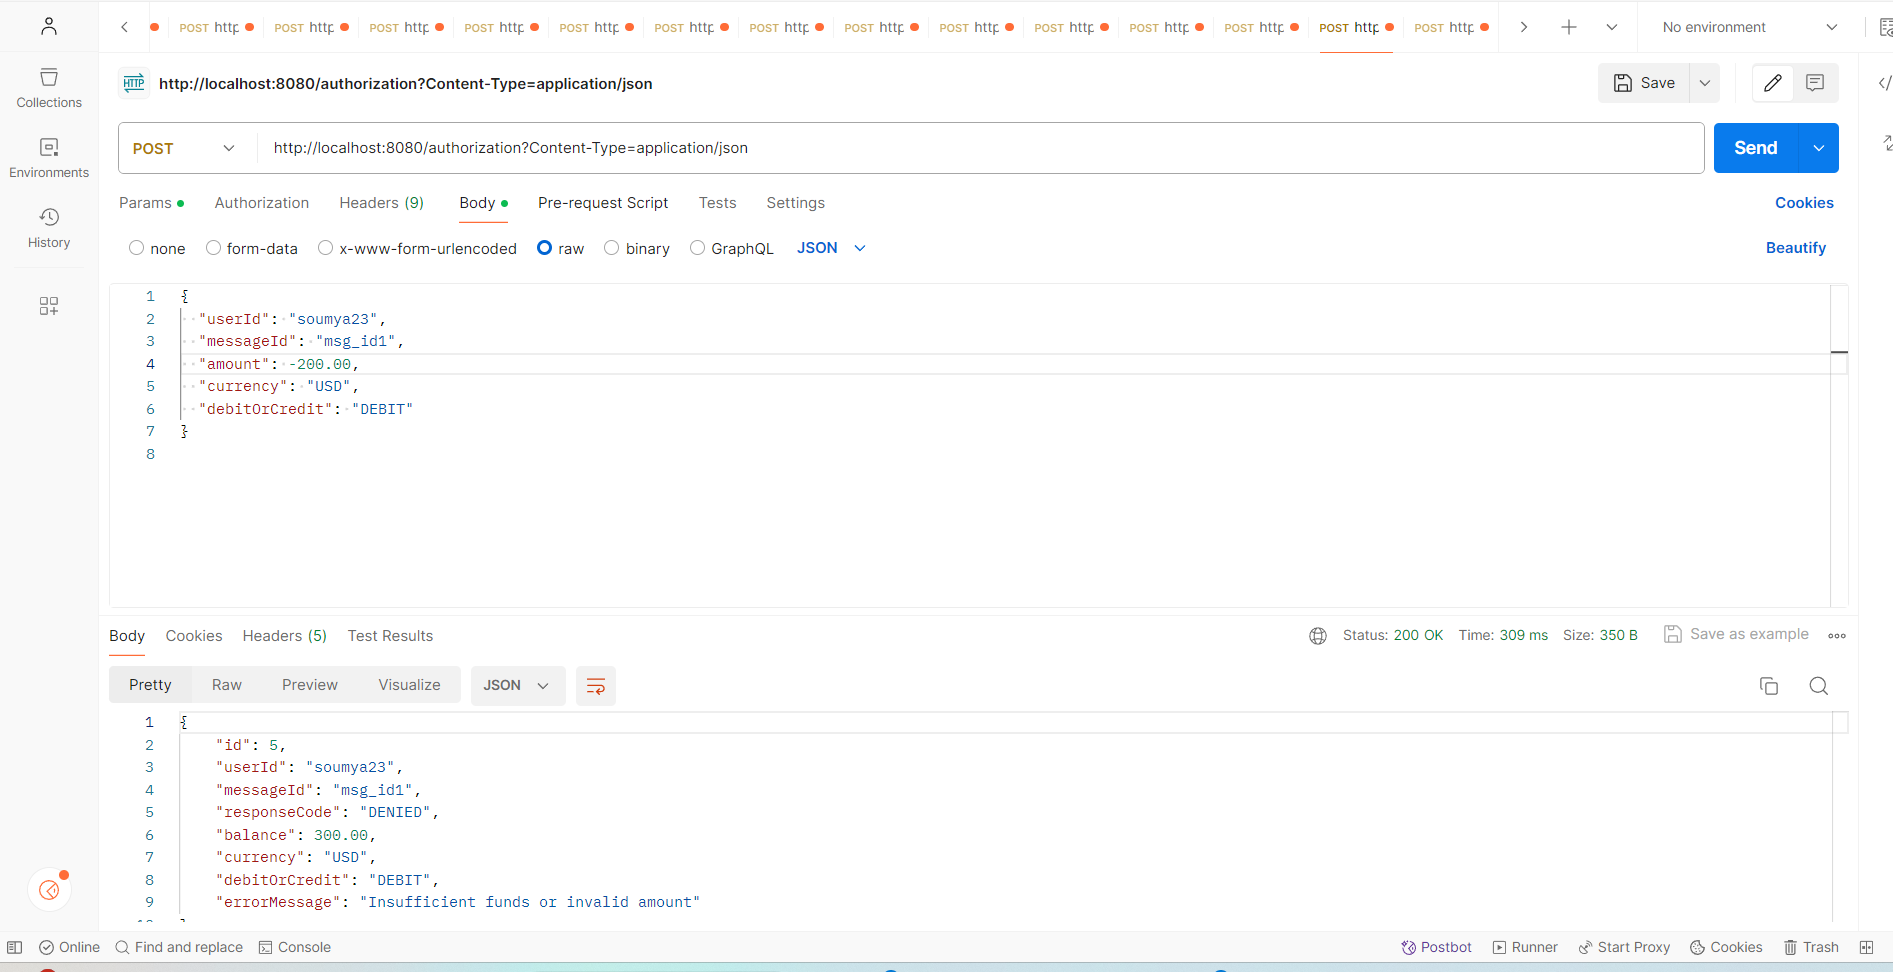 POST http POST http POST http POST http POST http POST http POST http POST http POST http POST http POST http POST http POST http POST http No environment
Collections
Environments
History
HTTP http://localhost:8080/authorization?Content-Type=application/json Save
POST http://localhost:8080/authorization?Content-Type=application/json Send
Params Authorization Headers (9) Body Pre-request Script Tests Settings Cookies
none form-data x-www-form-urlencoded raw binary GraphQL JSON Beautify
1 {
2 "userId": "soumya23",
3 "messageId": "msg_id1",
4 "amount": -200.00,
5 "currency": "USD",
6 "debitOrCredit": "DEBIT"
7 }
8
Body Cookies Headers (5) Test Results Status: 200 OK Time: 309 ms Size: 350 B Save as example
Pretty Raw Preview Visualize JSON
1 {
2 "id": 5,
3 "userId": "soumya23",
4 "messageId": "msg_id1",
5 "responseCode": "DENIED",
6 "balance": 300.00,
7 "currency": "USD",
8 "debitOrCredit": "DEBIT",
9 "errorMessage": "Insufficient funds or invalid amount"
Online Find and replace Console Postbot Runner Start Proxy Cookies Trash